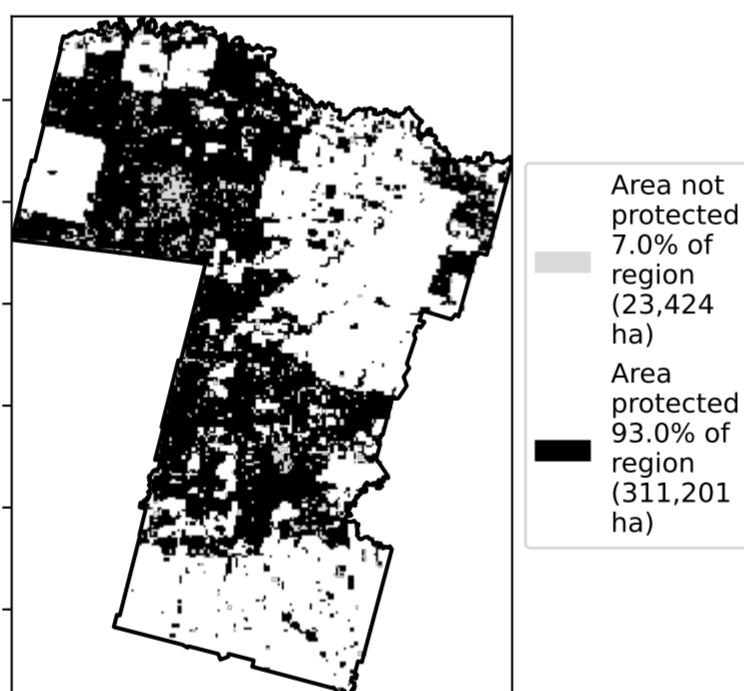 Area not
protected
7.0% of
region
(23,424
ha)
Area
protected
93.0% of
region
(311,201
ha)